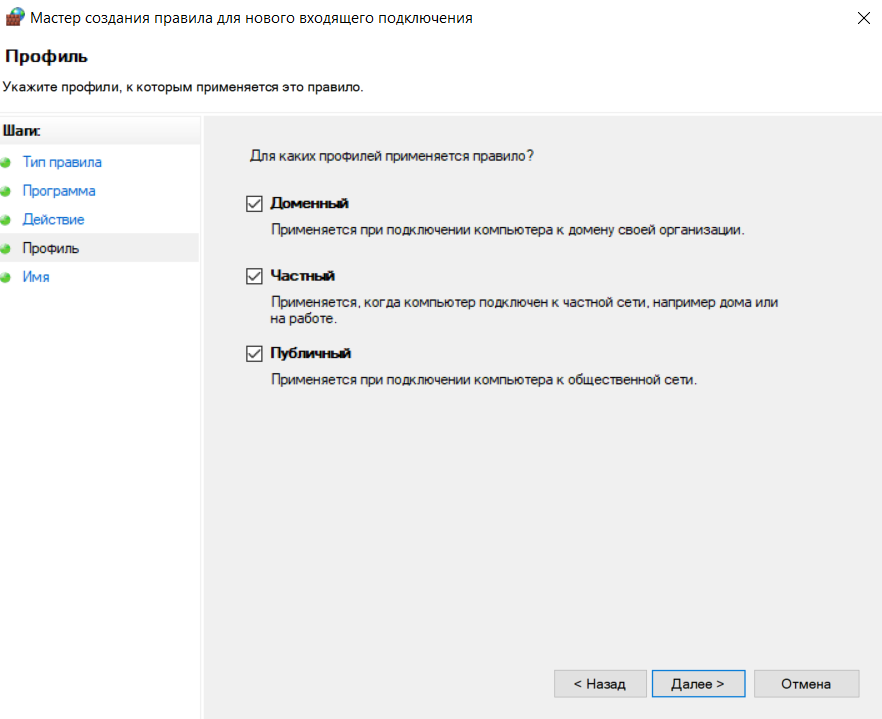 Мастер создания правила для нового входящего подключения
Профиль
Укажите профили, к которым применяется это правило.
Шаги:
Тип правила
Программа
Действие
Профиль
Имя
Для каких профилей применяется правило?
Доменный
Применяется при подключении компьютера к домену своей организации.
Частный
Применяется, когда компьютер подключен к частной сети, например дома или
на работе.
Публичный
Применяется при подключении компьютера к общественной сети.
< Назад
Далее >
Отмена